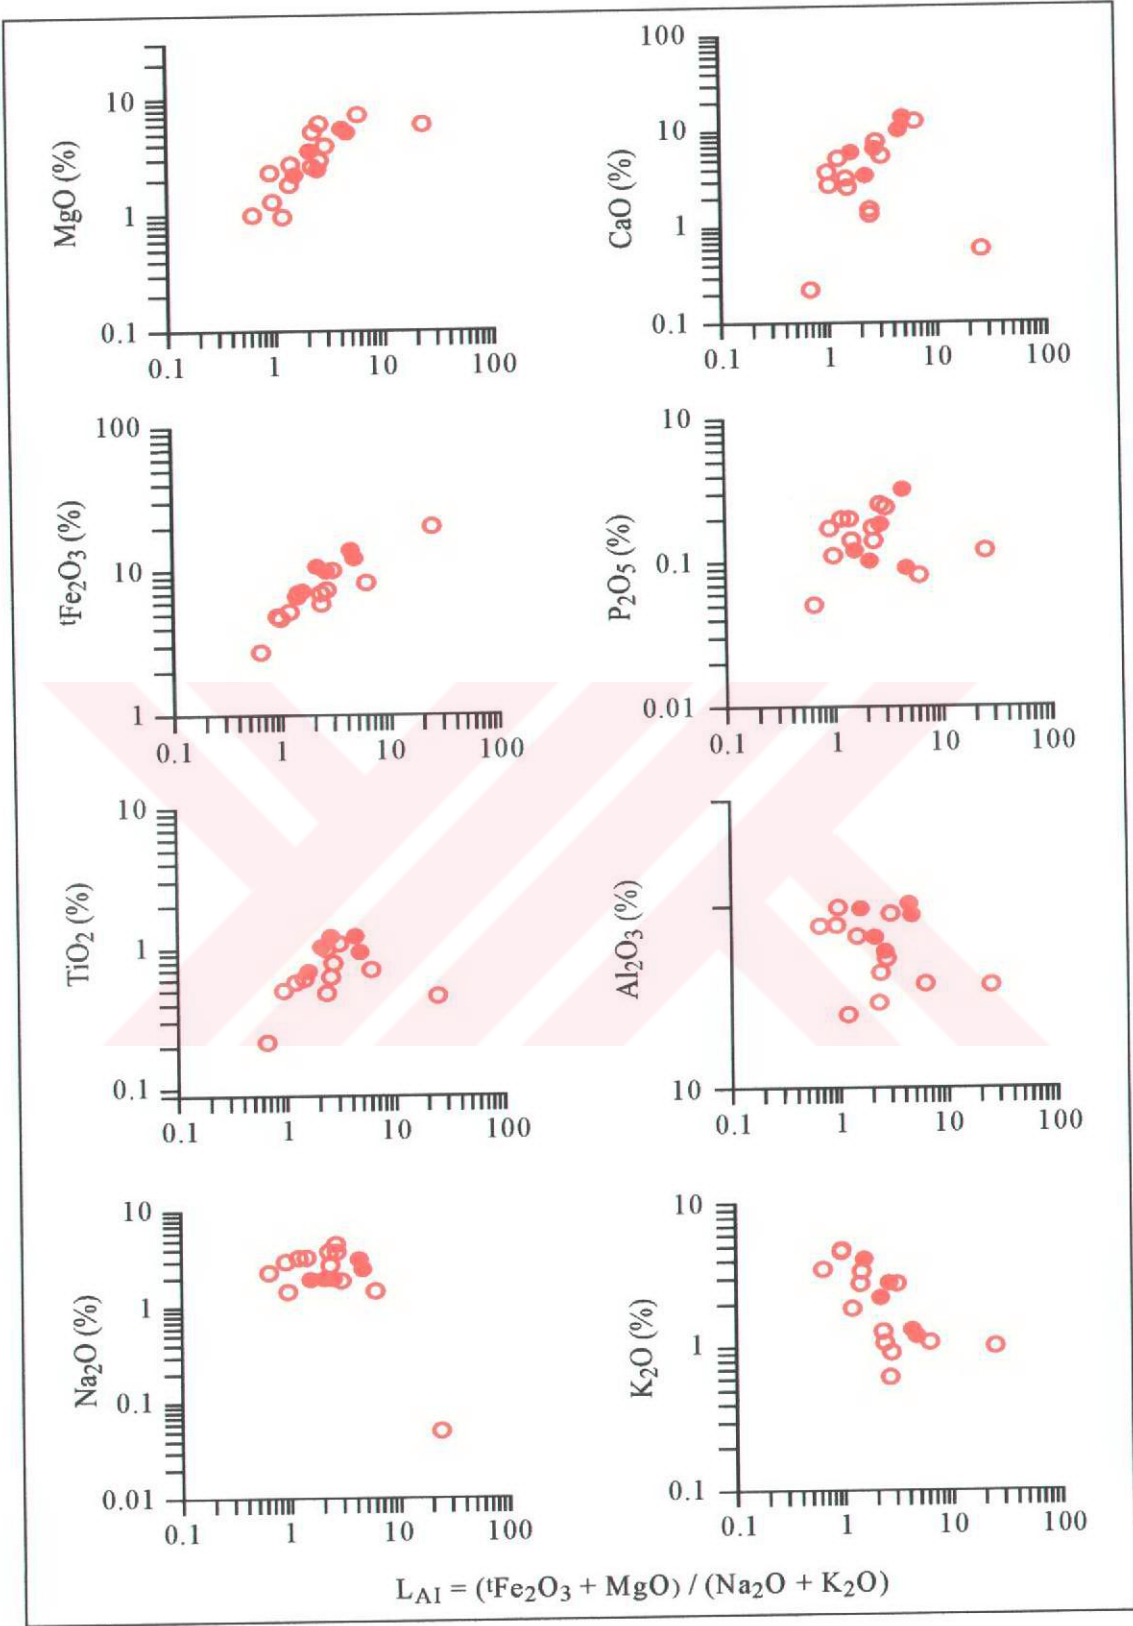 MgO (%)
10
1
0.1
0.1 1 10 100
CaO (%)
100
10
1
0.1
0.1 1 10 100
ᵗFe₂O₃ (%)
100
10
1
0.1 1 10 100
P₂O₅ (%)
10
0.1
0.01
0.1 1 10 100
TiO₂ (%)
10
1
0.1
0.1 1 10 100
Al₂O₃ (%)
10
0.1 1 10 100
Na₂O (%)
10
1
0.1
0.01
0.1 1 10 100
K₂O (%)
10
1
0.1
0.1 1 10 100
L_AI = (ᵗFe₂O₃ + MgO) / (Na₂O + K₂O)